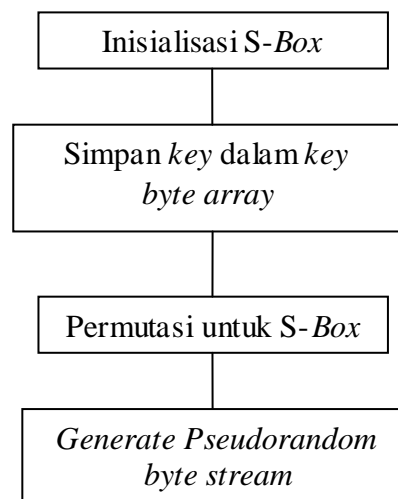 Inisialisasi S-Box
Simpan key dalam key
byte array
Permutasi untuk S-Box
Generate Pseudorandom
byte stream